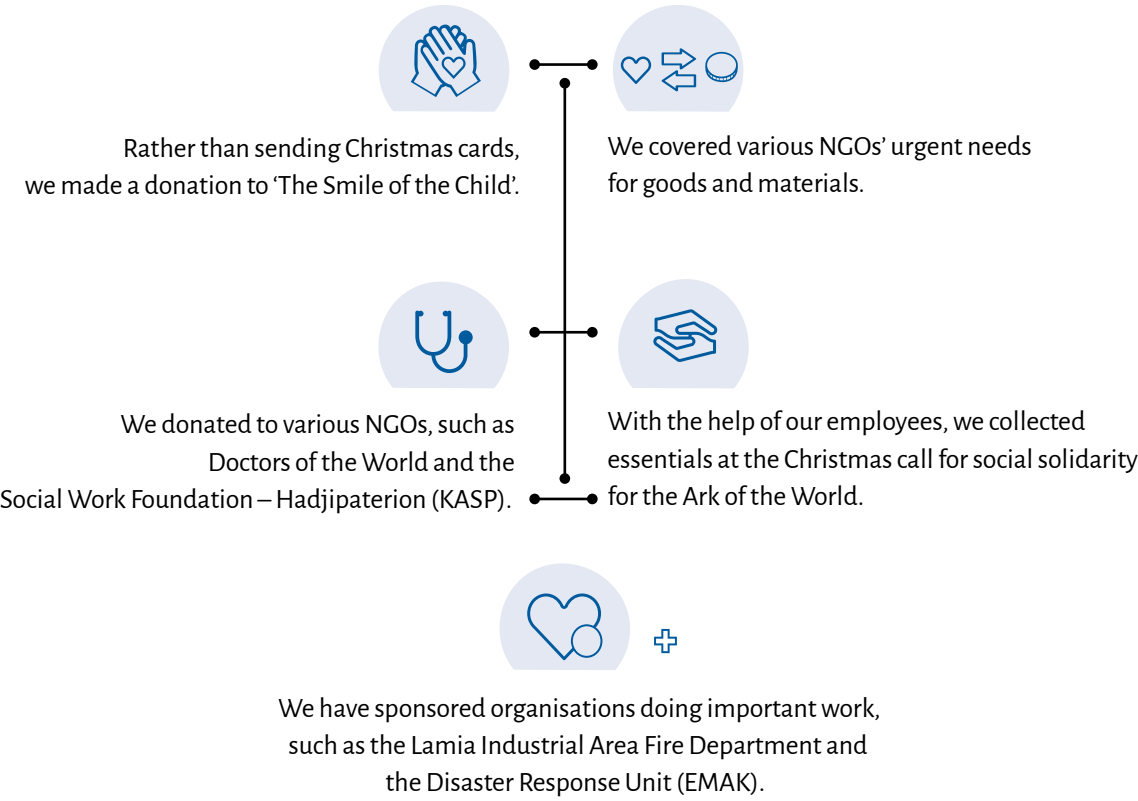 Rather than sending Christmas cards,
we made a donation to ‘The Smile of the Child’.
We covered various NGOs’ urgent needs
for goods and materials.
We donated to various NGOs, such as
Doctors of the World and the
Social Work Foundation – Hadjipaterion (KASP).
With the help of our employees, we collected
essentials at the Christmas call for social solidarity
for the Ark of the World.
We have sponsored organisations doing important work,
such as the Lamia Industrial Area Fire Department and
the Disaster Response Unit (EMAK).